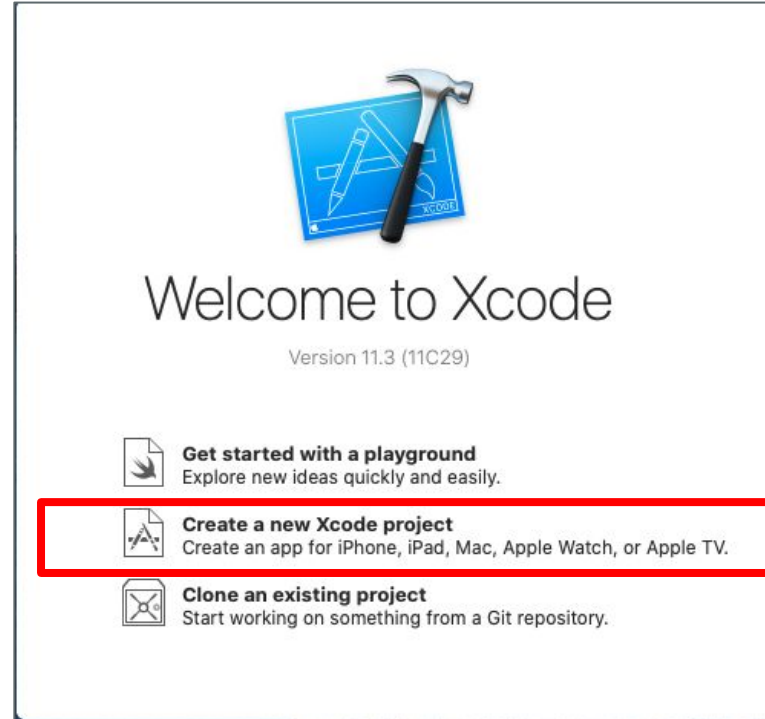 XCODE
Welcome to Xcode
Version 11.3 (11C29)
Get started with a playground
Explore new ideas quickly and easily.
Create a new Xcode project
Create an app for iPhone, iPad, Mac, Apple Watch, or Apple TV.
Clone an existing project
Start working on something from a Git repository.